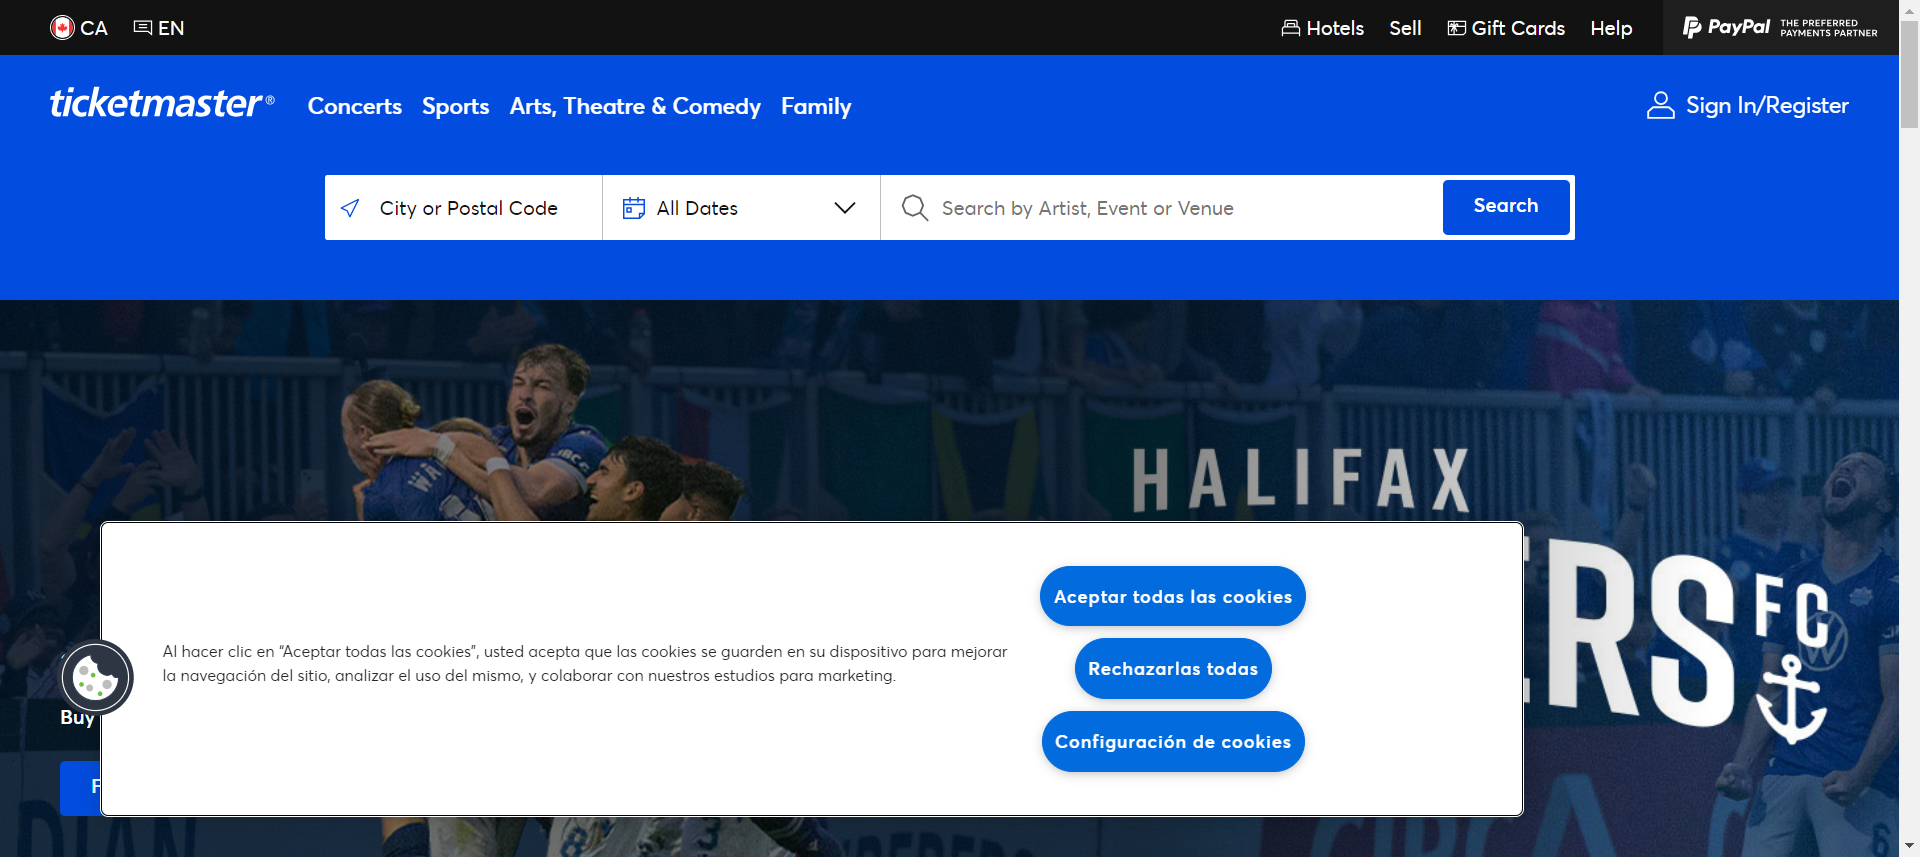 CA EN Hotels Sell Gift Cards Help PayPal THE PREFERRED
PAYMENTS PARTNER
ticketmaster® Concerts Sports Arts, Theatre & Comedy Family Sign In/Register
City or Postal Code All Dates Search by Artist, Event or Venue Search
HALIFAX
ERS FC
Al hacer clic en “Aceptar todas las cookies”, usted acepta que las cookies se guarden en su dispositivo para mejorar
la navegación del sitio, analizar el uso del mismo, y colaborar con nuestros estudios para marketing.
Aceptar todas las cookies
Rechazarlas todas
Configuración de cookies
Buy